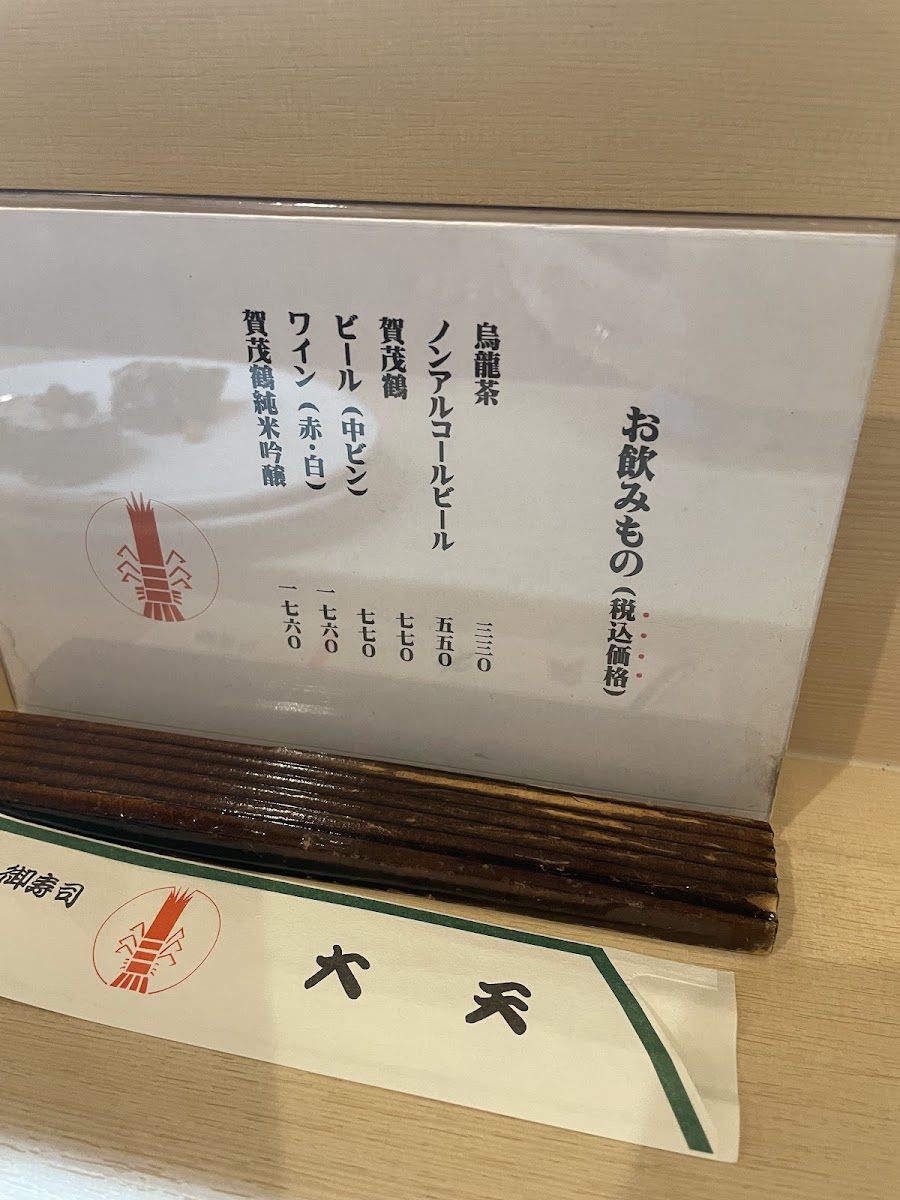 お飲みもの(税込価格)
烏龍茶 三三〇
ノンアルコールビール 五五〇
賀茂鶴 七七〇
ビール(中ビン) 七七〇
ワイン(赤・白) 一七六〇
賀茂鶴純米吟醸 一七六〇
御寿司
大天